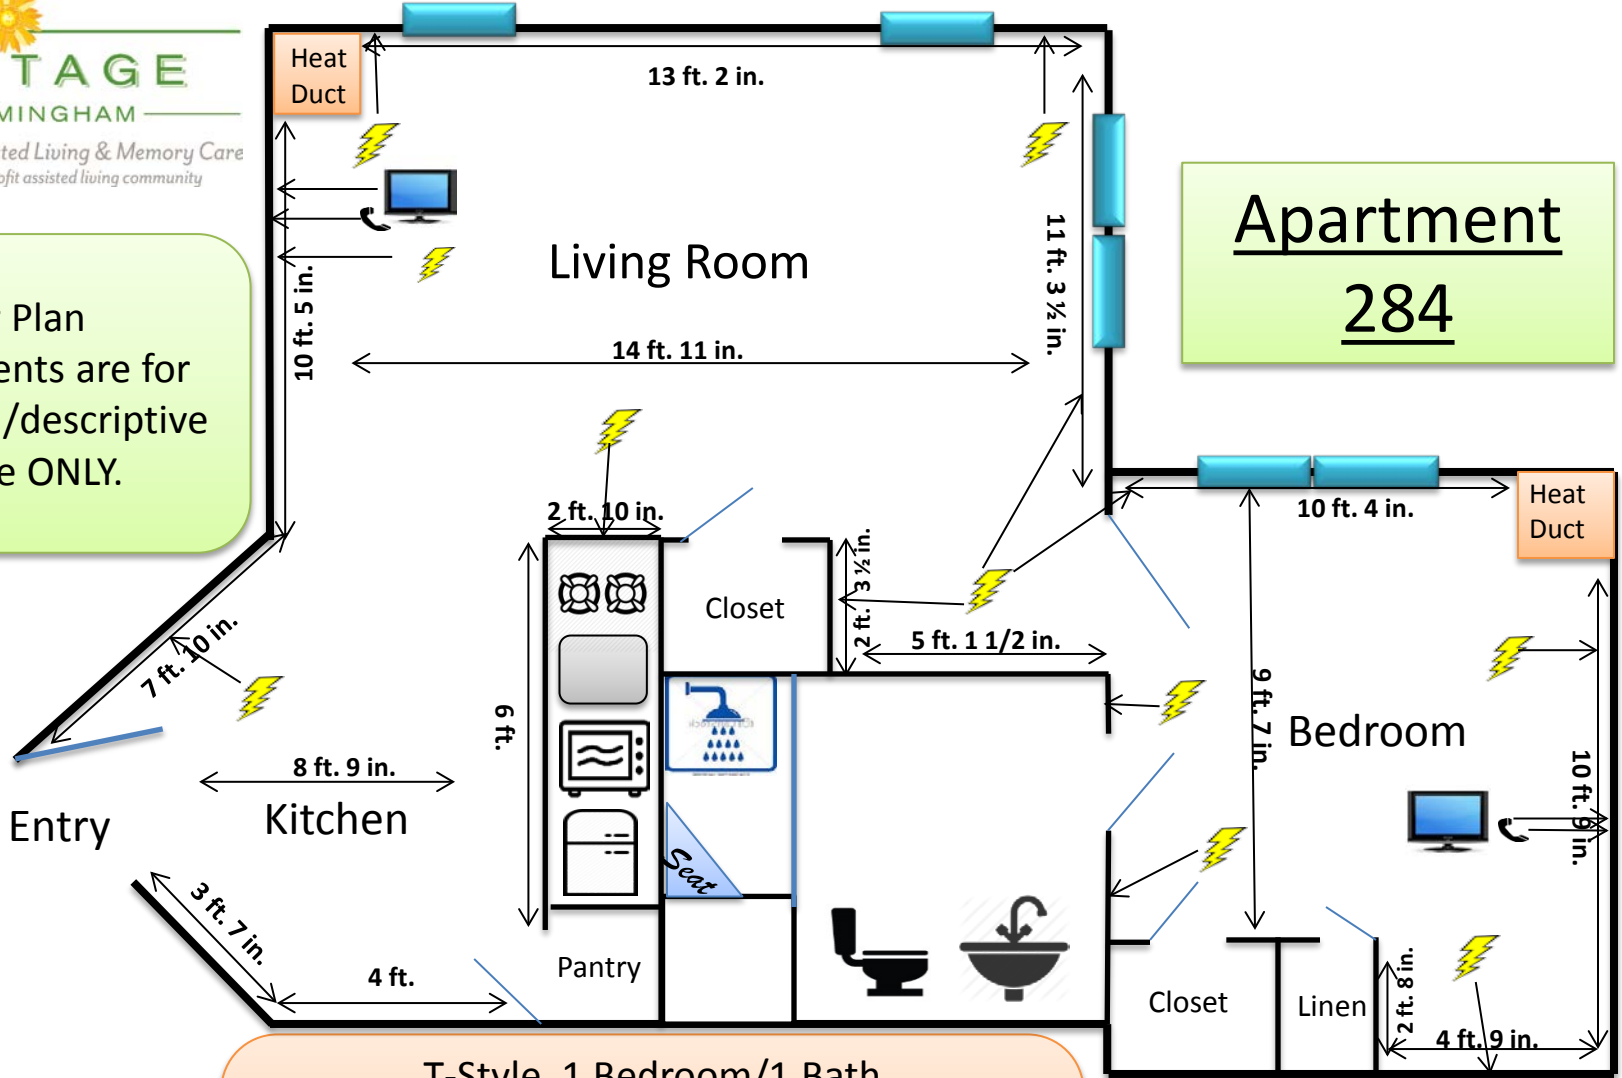 TAGE
MINGHAM
ted Living & Memory Care
ofit assisted living community
Plan
ents are for
/descriptive
e ONLY.
Apartment
284
Heat
Duct
13 ft. 2 in.
10 ft. 5 in.
Living Room
11 ft. 3 ½ in.
14 ft. 11 in.
2 ft. 10 in.
10 ft. 4 in.
Heat
Duct
Closet
2 ft. 3 ½ in.
5 ft. 1 1/2 in.
7 ft. 10 in.
6 ft.
9 ft. 7 in.
Bedroom
8 ft. 9 in.
Kitchen
Entry
10 ft. 9 in.
Seat
3 ft. 7 in.
4 ft.
Pantry
Closet
Linen
2 ft. 8 in.
4 ft. 9 in.
T-Style, 1 Bedroom/1 Bath